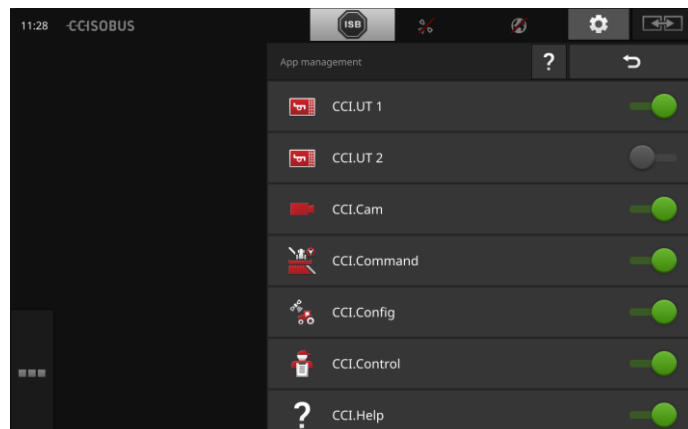 11:28 CCISOBUS
ISB
App management ?
CCI.UT 1
CCI.UT 2
CCI.Cam
CCI.Command
CCI.Config
CCI.Control
? CCI.Help